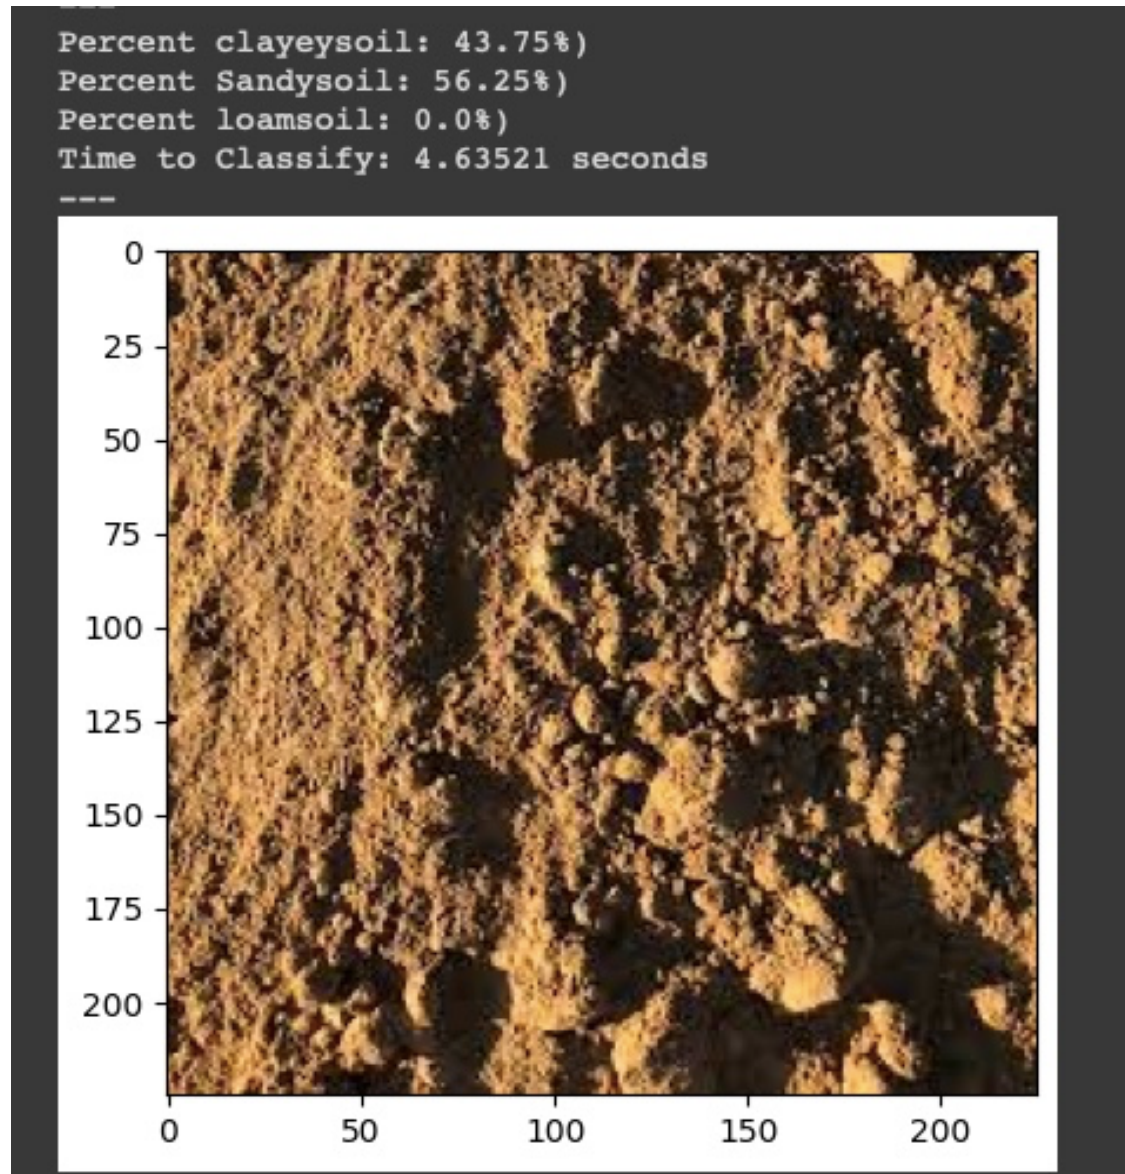 ---
Percent clayeysoil: 43.75%)
Percent Sandysoil: 56.25%)
Percent loamsoil: 0.0%)
Time to Classify: 4.63521 seconds
---
0
25
50
75
100
125
150
175
200
0 50 100 150 200